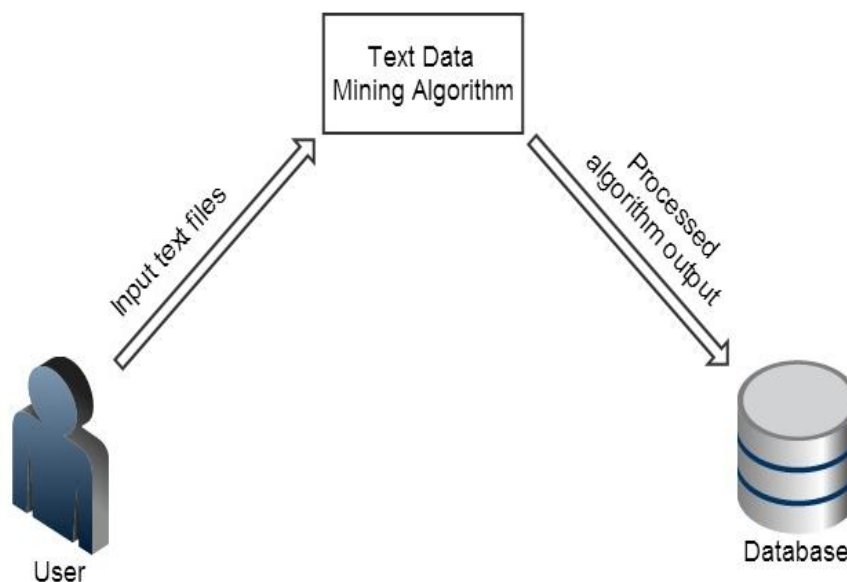 Text Data
Mining Algorithm
Input text files
Processed
algorithm output
User
Database